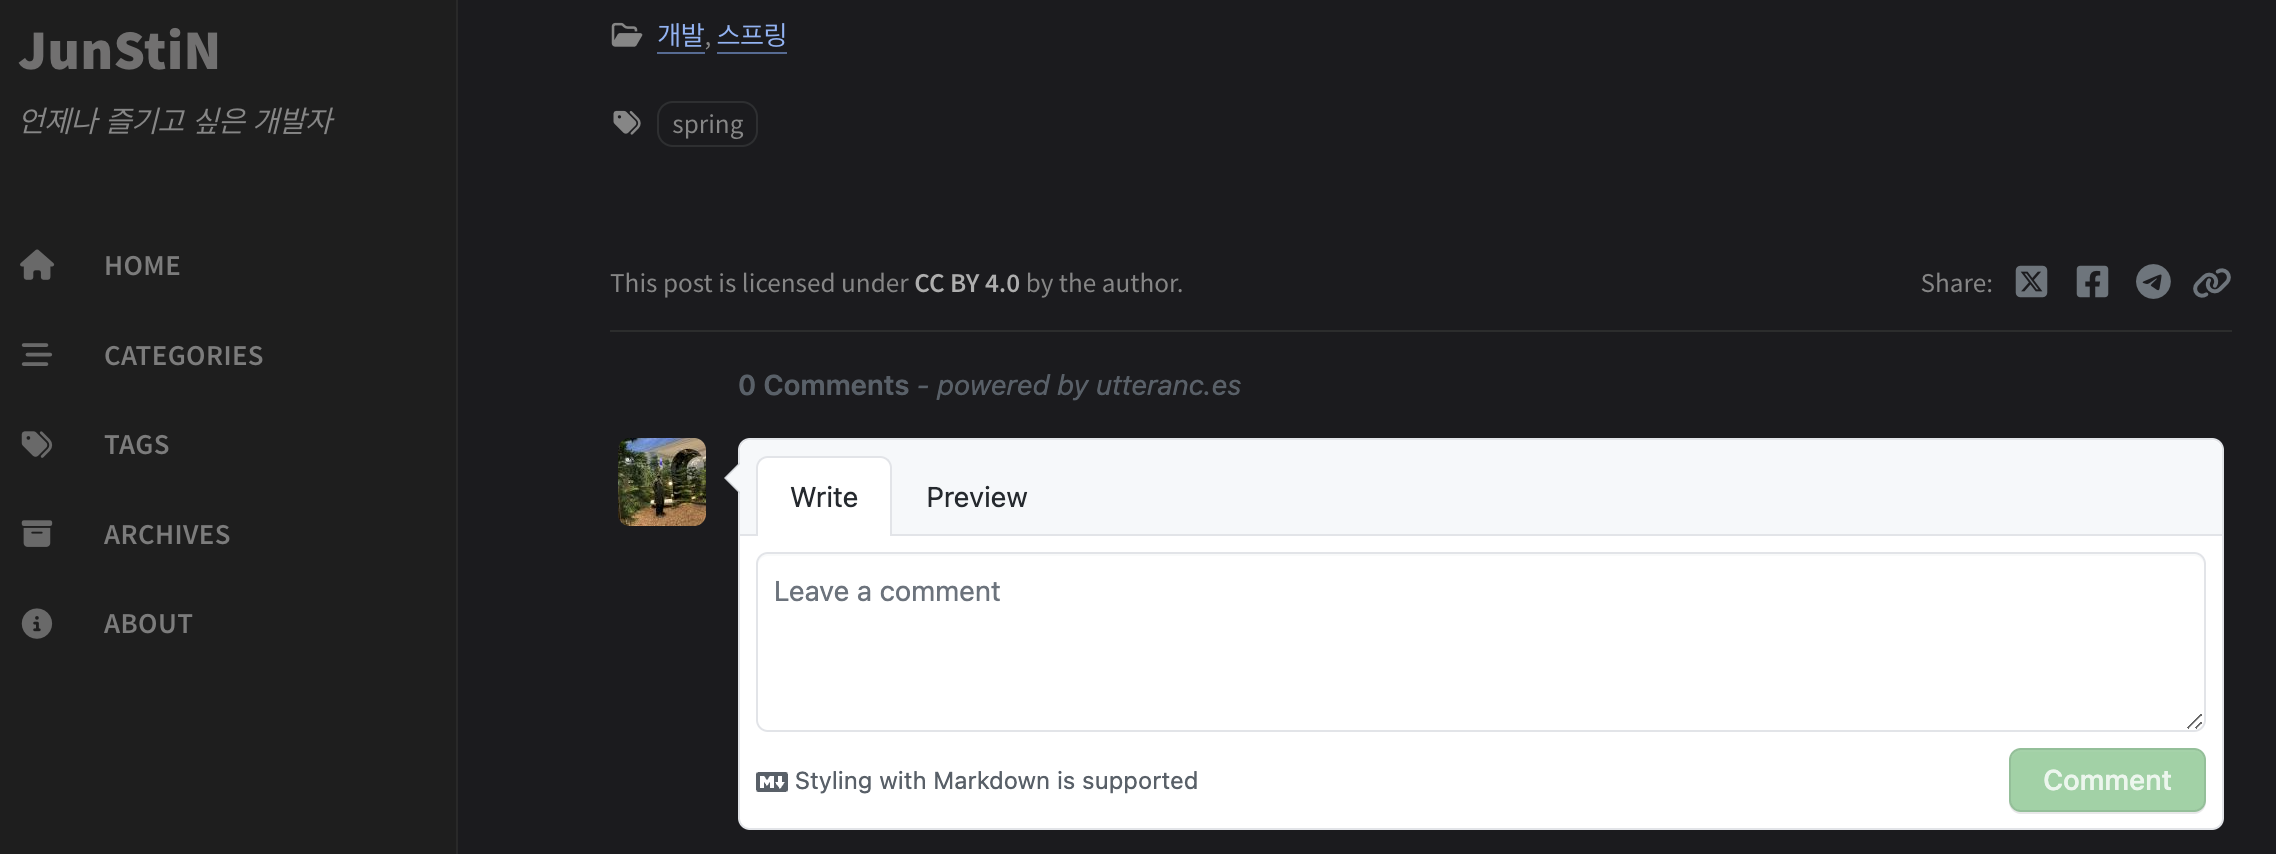 JunStiN
언제나 즐기고 싶은 개발자
HOME
CATEGORIES
TAGS
ARCHIVES
ABOUT
개발, 스프링
spring
This post is licensed under CC BY 4.0 by the author.
Share:
0 Comments - powered by utteranc.es
Write
Preview
Leave a comment
Styling with Markdown is supported
Comment